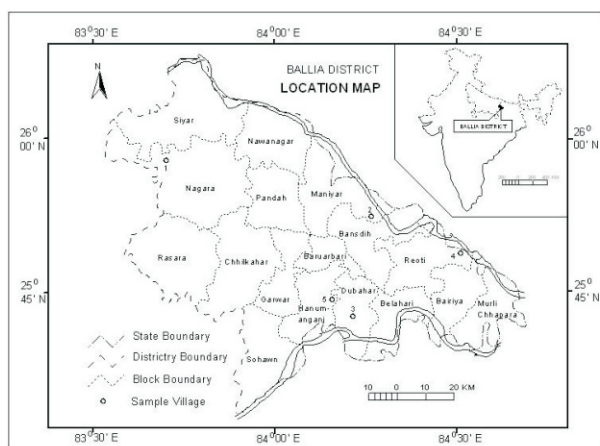 83° 30' E
84° 00' E
84° 30' E
N
BALLIA DISTRICT
LOCATION MAP
BALLIA DISTRICT
26° 00' N
26° 00' N
Siyar
Nawanagar
Nagara
Pandah
Maniyar
2
Bansdih
Rasara
Chhilkahar
Baruarbari
Reoti
4
25° 45' N
25° 45' N
Garwar
5
Hanumanganj
Dubahar
3
Belahari
Bairiya
Murli Chhapara
Sohawn
State Boundary
Districtry Boundary
Block Boundary
Sample Village
10 0 10 20 KM
83° 30' E
84° 00' E
84° 30' E